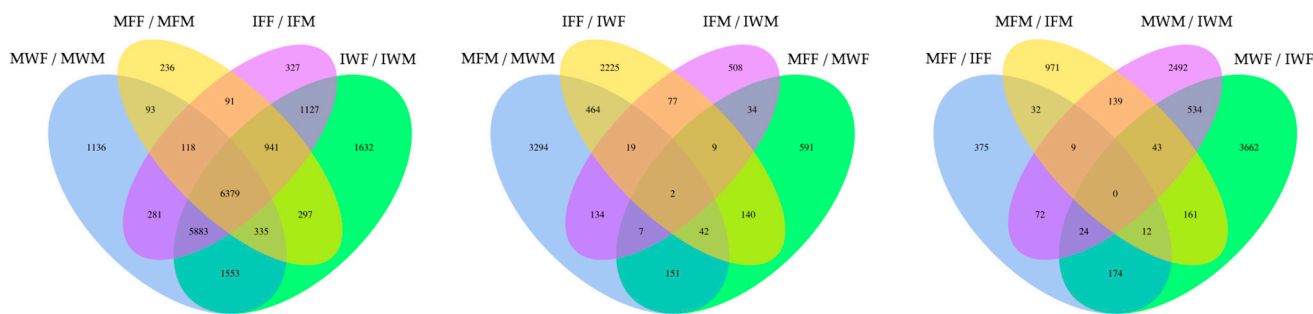 MFF / MFM IFF / IFM
MWF / MWM IWF / IWM
236 327
93 91 1127
1136 118 941 1632
6379
281 297
5883 335
1553
IFF / IWF IFM / IWM
MFM / MWM MFF / MWF
2225 508
464 77 34
3294 19 9 591
2
134 140
7 42
151
MFM / IFM MWM / IWM
MFF / IFF MWF / IWF
971 2492
32 139 534
375 9 43 3662
0
72 161
24 12
174